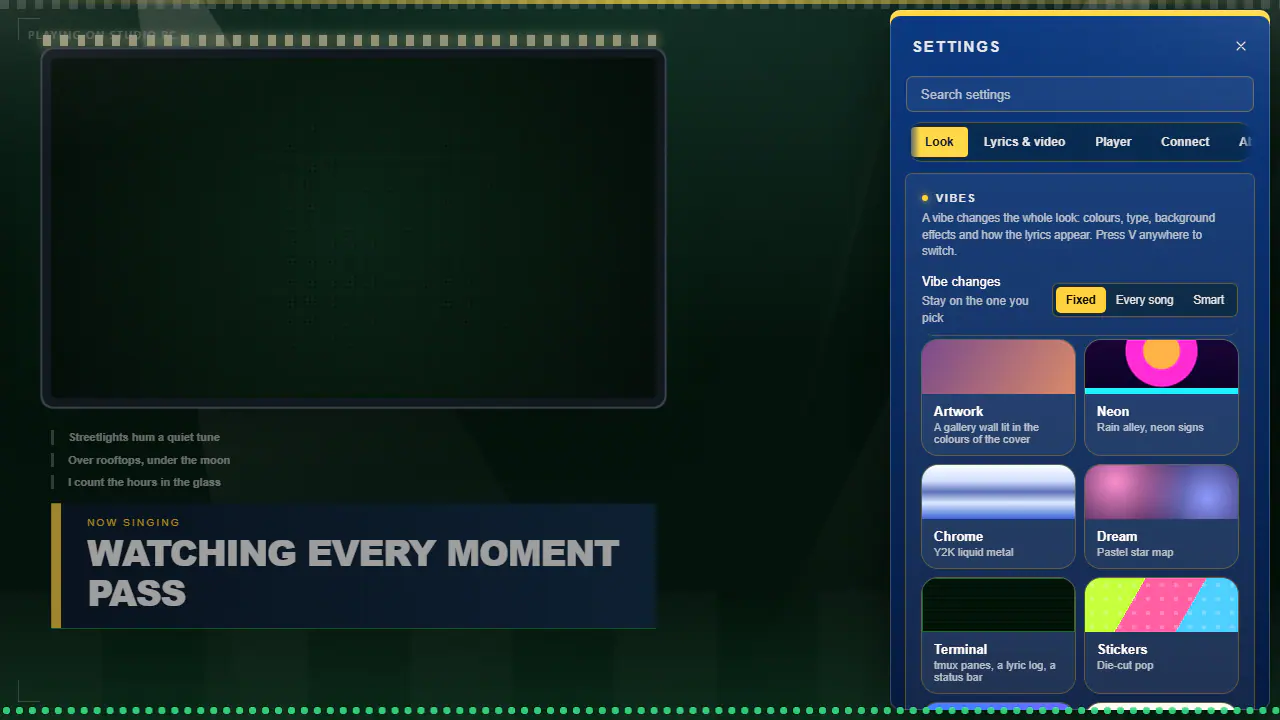 PLAYING ON STUDIO PC
SETTINGS
Search settings
Look
Lyrics & video
Player
Connect
VIBES
A vibe changes the whole look: colours, type, background
effects and how the lyrics appear. Press V anywhere to
switch.
Vibe changes
Stay on the one you
pick
Fixed
Every song
Smart
Artwork
A gallery wall lit in the
colours of the cover
Neon
Rain alley, neon signs
Chrome
Y2K liquid metal
Dream
Pastel star map
Terminal
tmux panes, a lyric log, a
status bar
Stickers
Die-cut pop
Streetlights hum a quiet tune
Over rooftops, under the moon
I count the hours in the glass
NOW SINGING
WATCHING EVERY MOMENT
PASS